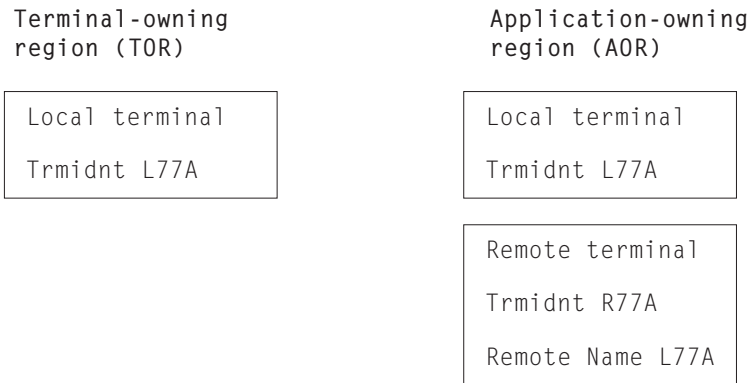 Terminal-owning
region (TOR)
Application-owning
region (AOR)
Local terminal
Trmidnt L77A
Local terminal
Trmidnt L77A
Remote terminal
Trmidnt R77A
Remote Name L77A